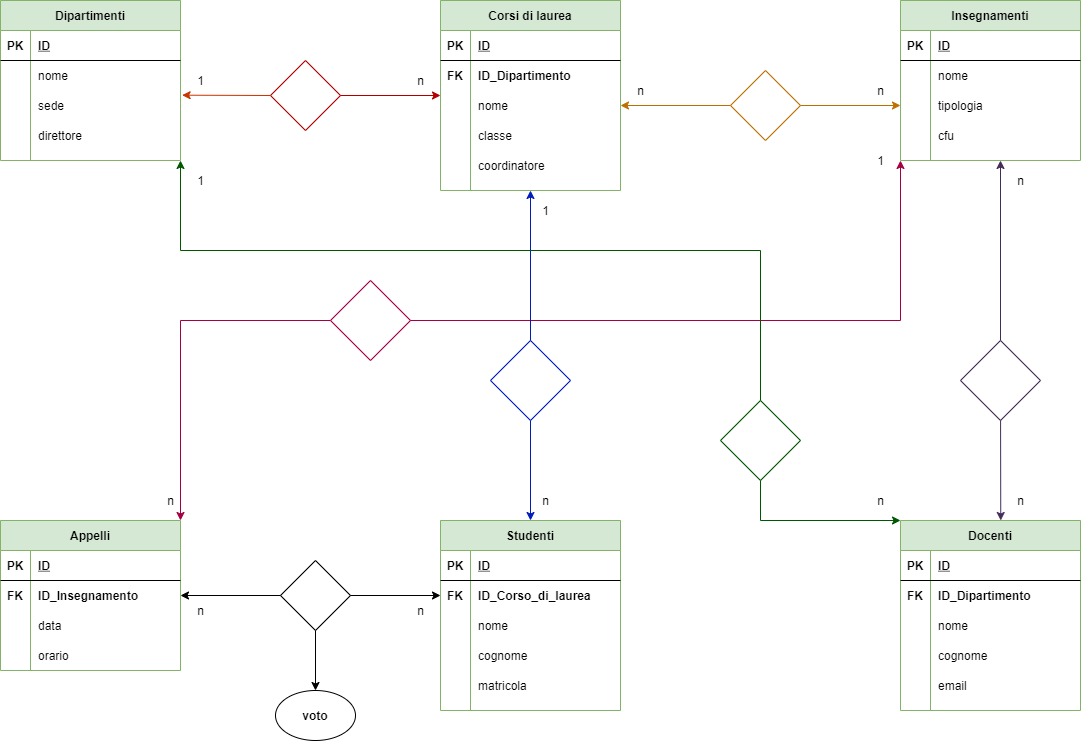 Dipartimenti
PK ID
nome
sede
direttore
Corsi di laurea
PK ID
FK ID_Dipartimento
nome
classe
coordinatore
Insegnamenti
PK ID
nome
tipologia
cfu
1
n
n
n
1
1
1
n
n
n
n
n
Appelli
PK ID
FK ID_Insegnamento
data
orario
n
n
voto
Studenti
PK ID
FK ID_Corso_di_laurea
nome
cognome
matricola
Docenti
PK ID
FK ID_Dipartimento
nome
cognome
email